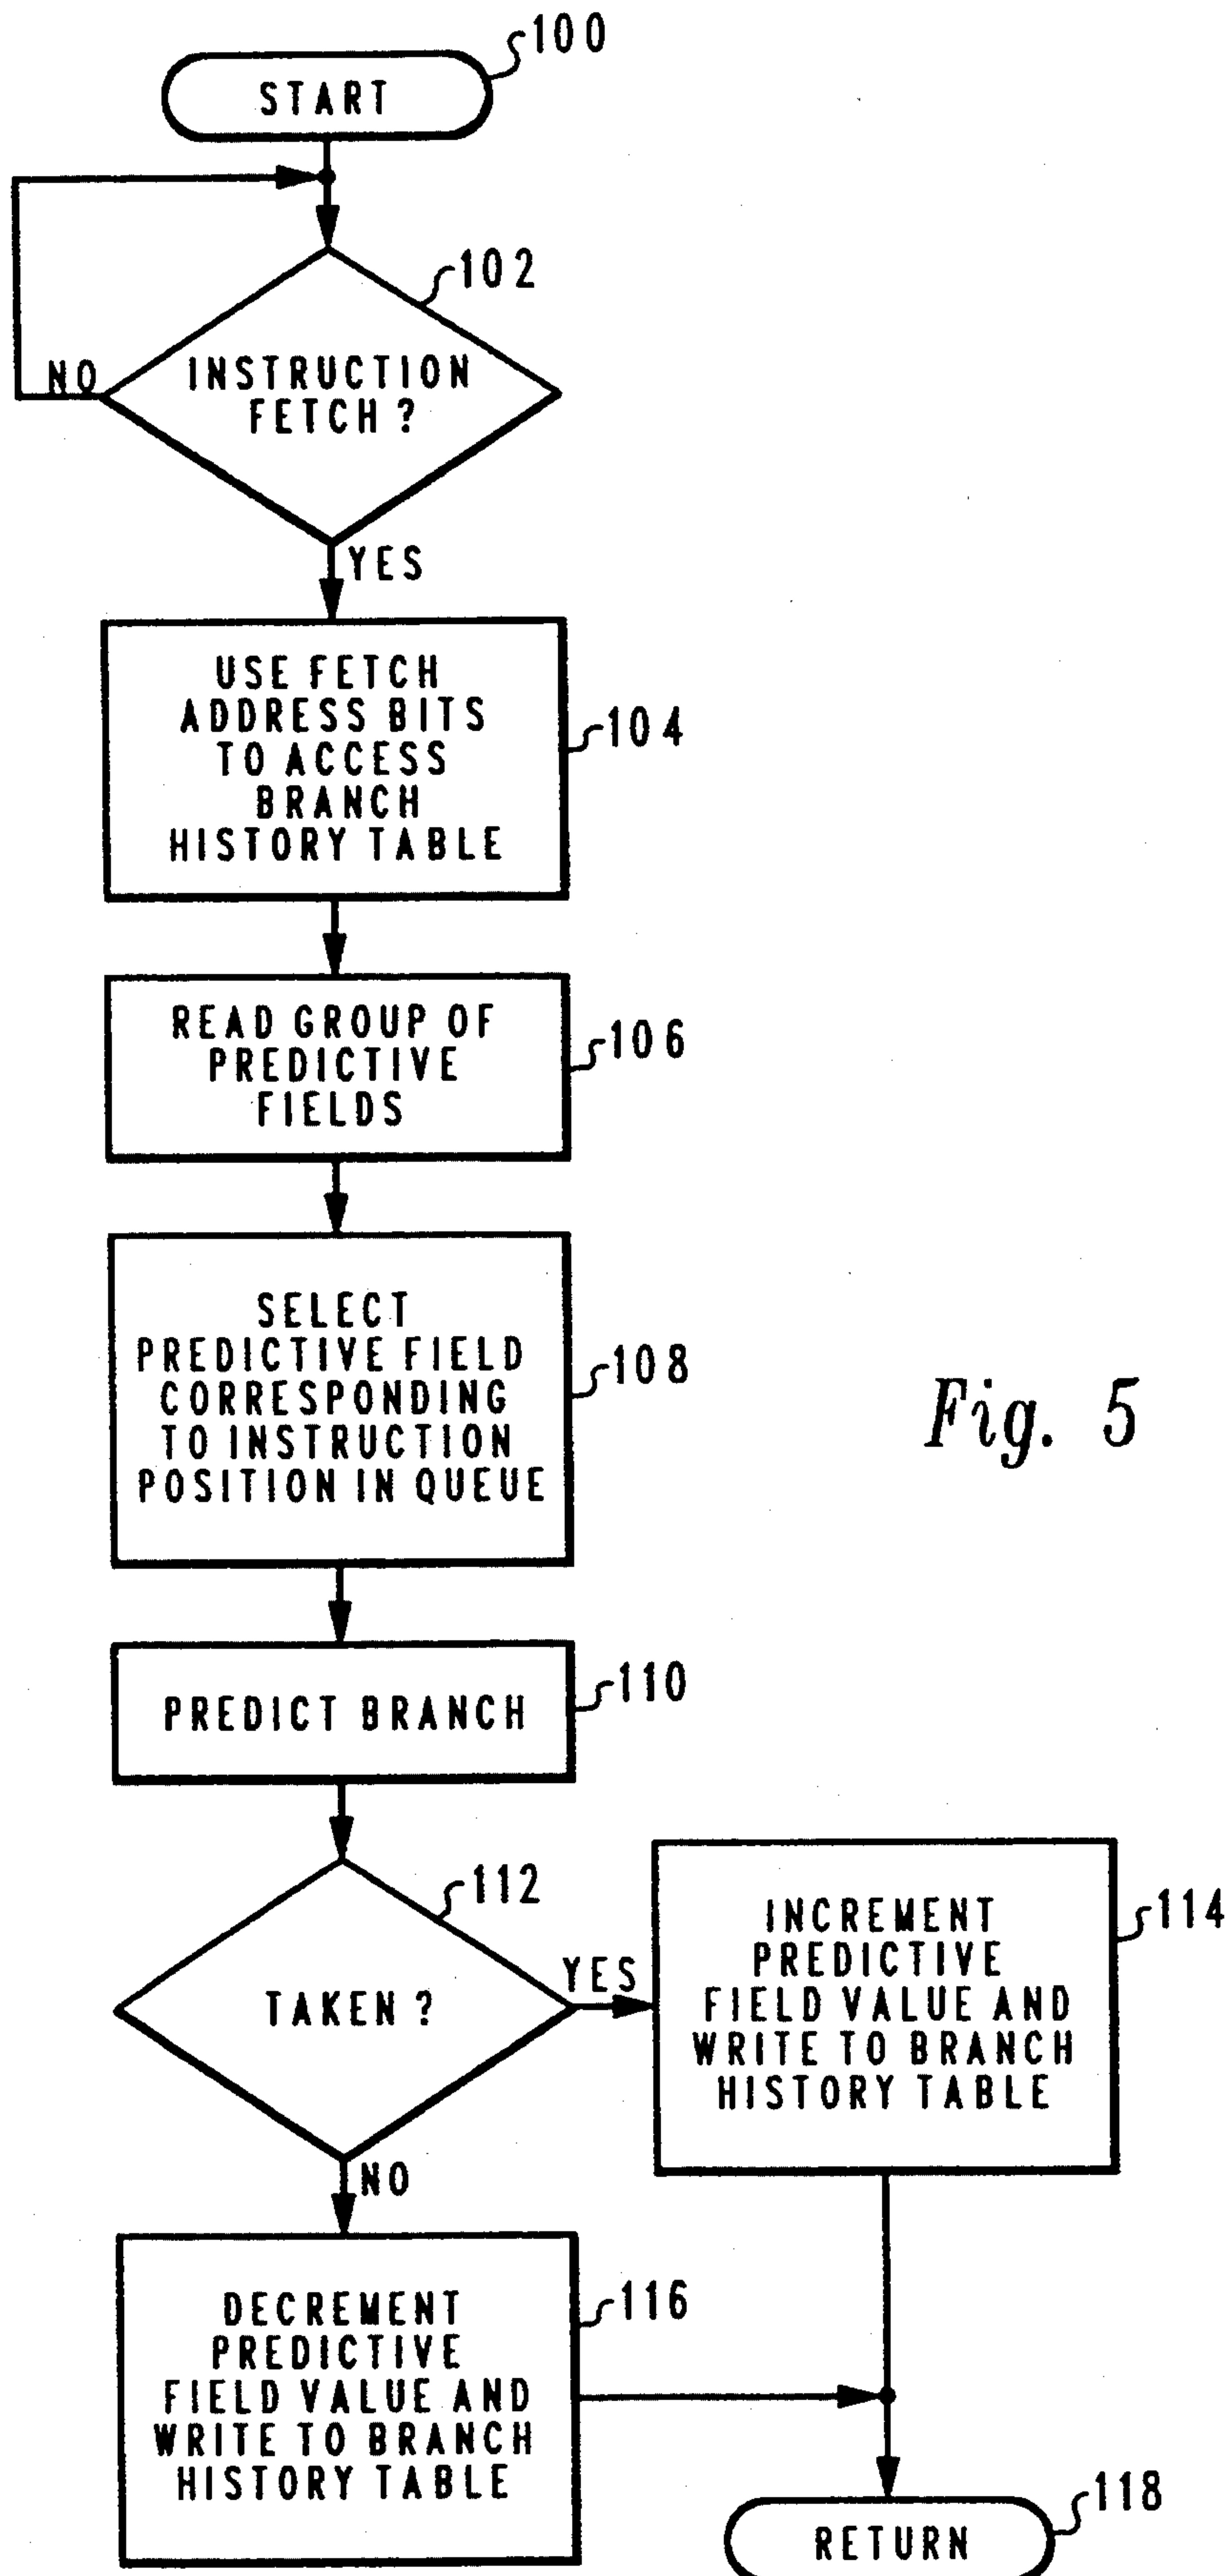 100
START
102
INSTRUCTION
FETCH?
NO
YES
USE FETCH
ADDRESS BITS
TO ACCESS
BRANCH
HISTORY TABLE
104
READ GROUP OF
PREDICTIVE
FIELDS
106
SELECT
PREDICTIVE FIELD
CORRESPONDING
TO INSTRUCTION
POSITION IN QUEUE
108
Fig. 5
PREDICT BRANCH
110
112
TAKEN?
YES
INCREMENT
PREDICTIVE
FIELD VALUE AND
WRITE TO BRANCH
HISTORY TABLE
114
NO
DECREMENT
PREDICTIVE
FIELD VALUE AND
WRITE TO BRANCH
HISTORY TABLE
116
118
RETURN